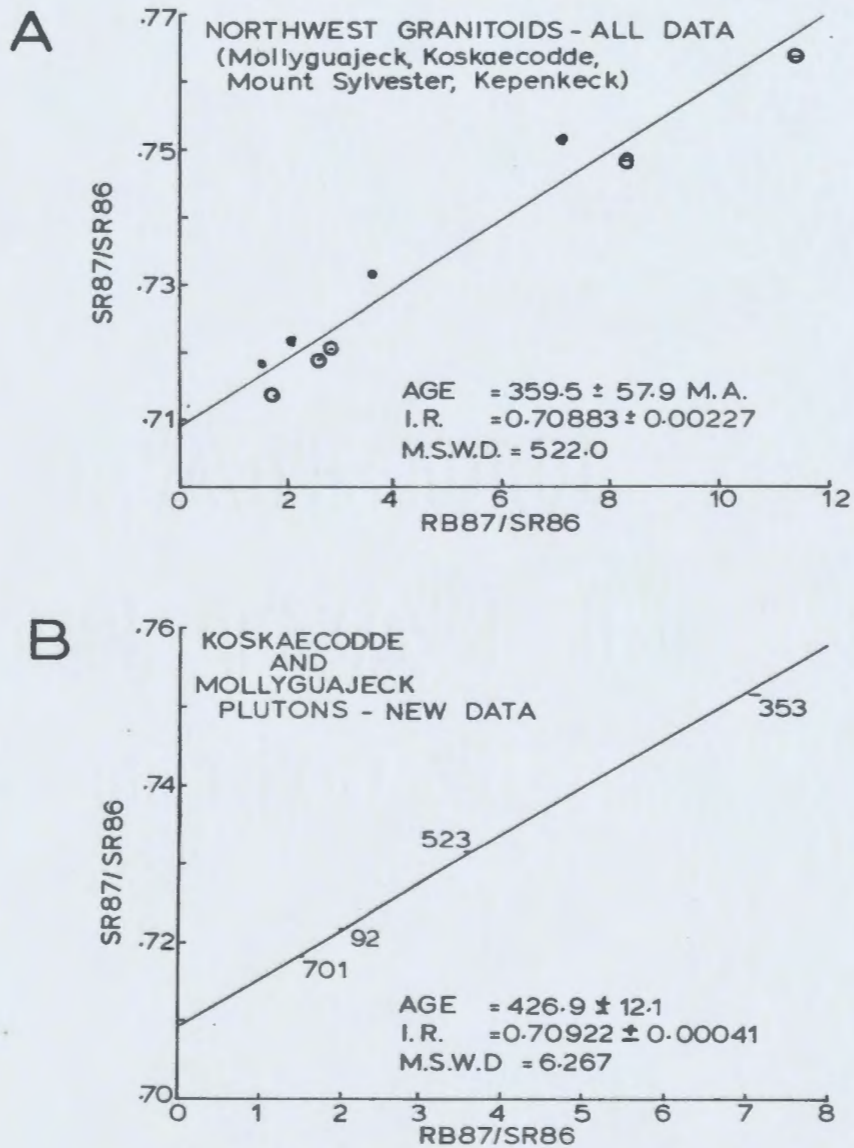 A
NORTHWEST GRANITOIDS - ALL DATA
(Mollyguajeck, Koskaecodde,
Mount Sylvester, Kepenkeck)
SR87/SR86
.77
.75
.73
.71
AGE = 359.5 ± 57.9 M.A.
I.R. = 0.70883 ± 0.00227
M.S.W.D. = 522.0
0 2 4 6 8 10 12
RB87/SR86
B
KOSKAECODDE
AND
MOLLYGUAJECK
PLUTONS - NEW DATA
SR87/SR86
.76
.74
.72
.70
353
523
92
701
AGE = 426.9 ± 12.1
I.R. = 0.70922 ± 0.00041
M.S.W.D = 6.267
0 1 2 3 4 5 6 7 8
RB87/SR86